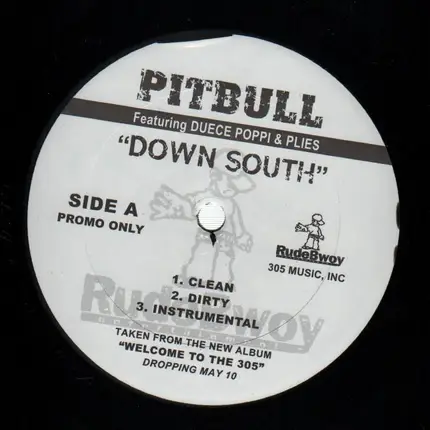 PITBULL
Featuring DUECE POPPI & PLIES
"DOWN SOUTH"
SIDE A
PROMO ONLY
RudeBwoy
305 MUSIC, INC
1. CLEAN
2. DIRTY
3. INSTRUMENTAL
RudeBwoy
TAKEN FROM THE NEW ALBUM
"WELCOME TO THE 305"
DROPPING MAY 10